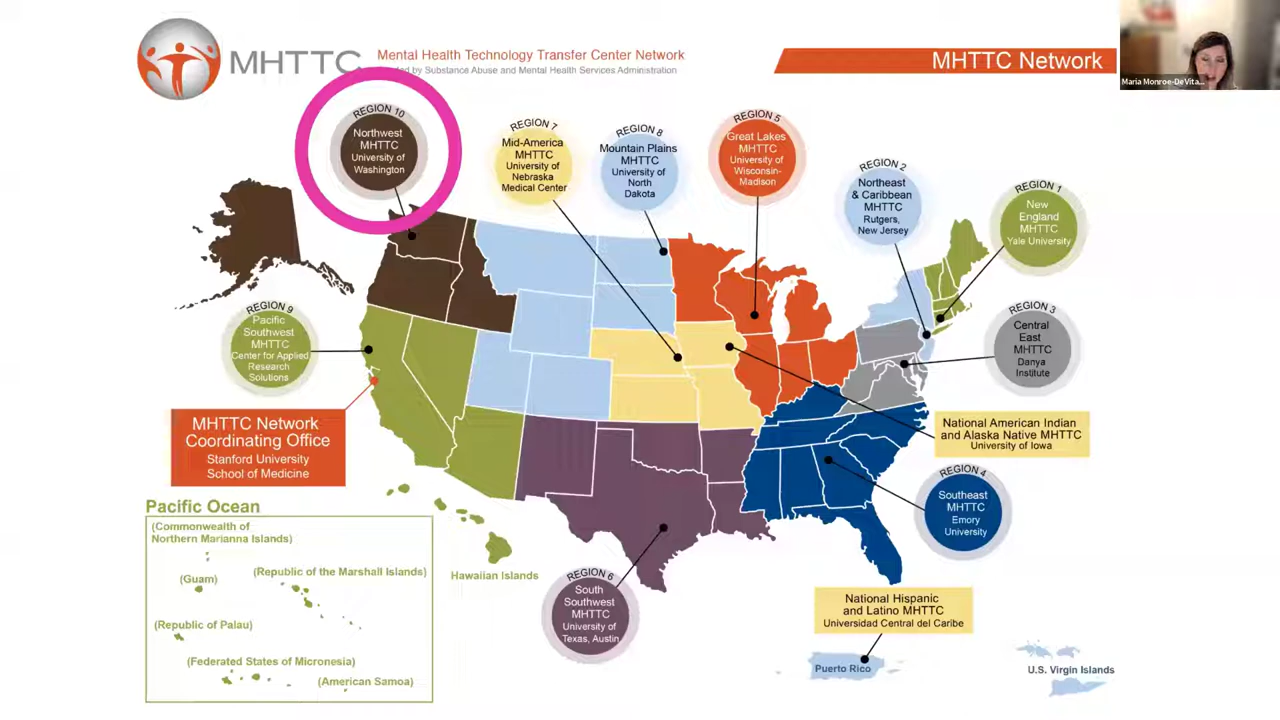 MHTTC
Mental Health Technology Transfer Center Network
by Substance Abuse and Mental Health Services Administration
MHTTC Network
Maria Monroe-DeVita...
REGION 10
Northwest
MHTTC
University of
Washington
REGION 7
Mid-America
MHTTC
University of
Nebraska
Medical Center
REGION 8
Mountain Plains
MHTTC
University of
North
Dakota
REGION 5
Great Lakes
MHTTC
University of
Wisconsin-
Madison
REGION 2
Northeast
& Caribbean
MHTTC
Rutgers,
New Jersey
REGION 1
New
England
MHTTC
Yale University
REGION 9
Pacific
Southwest
MHTTC
Center for Applied
Research
Solutions
REGION 3
Central
East
MHTTC
Danya
Institute
MHTTC Network
Coordinating Office
Stanford University
School of Medicine
National American Indian
and Alaska Native MHTTC
University of Iowa
REGION 4
Southeast
MHTTC
Emory
University
Pacific Ocean
(Commonwealth of
Northern Marianna Islands)
(Guam)
(Republic of the Marshall Islands)
(Republic of Palau)
(Federated States of Micronesia)
(American Samoa)
Hawaiian Islands
REGION 6
South
Southwest
MHTTC
University of
Texas, Austin
National Hispanic
and Latino MHTTC
Universidad Central del Caribe
Puerto Rico
U.S. Virgin Islands